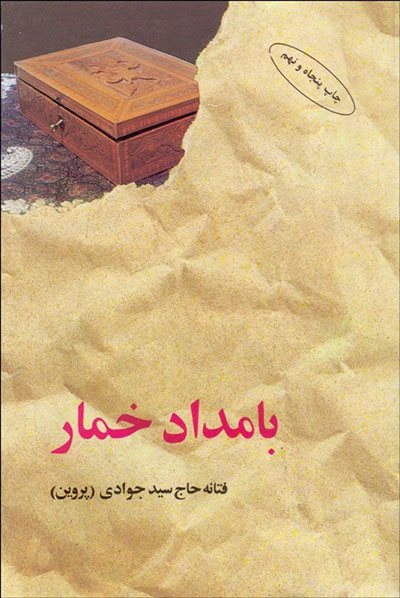 چاپ پنجاه و نهم
بامداد خمار
فتانه حاج سید جوادی (پروین)